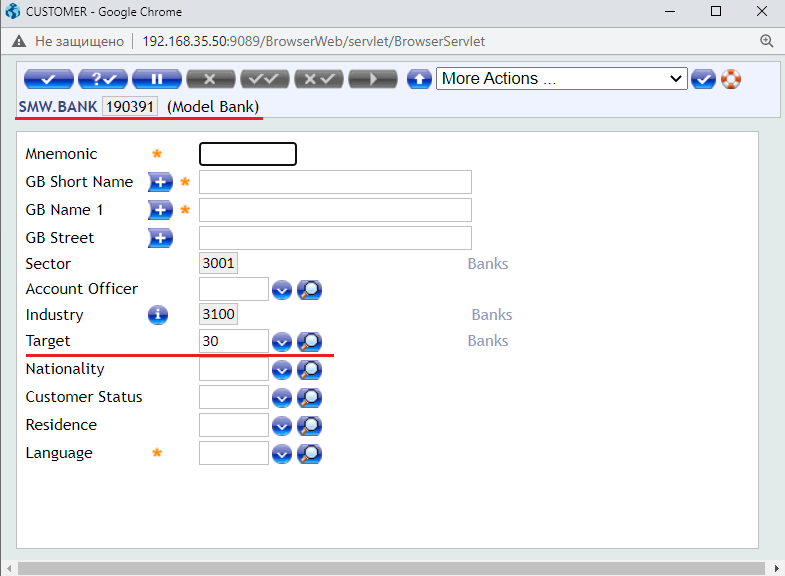 CUSTOMER - Google Chrome
Не защищено | 192.168.35.50:9089/BrowserWeb/servlet/BrowserServlet
More Actions ...
SMW.BANK 190391 (Model Bank)
Mnemonic *
GB Short Name *
GB Name 1 *
GB Street
Sector 3001 Banks
Account Officer
Industry 3100 Banks
Target 30 Banks
Nationality
Customer Status
Residence
Language *